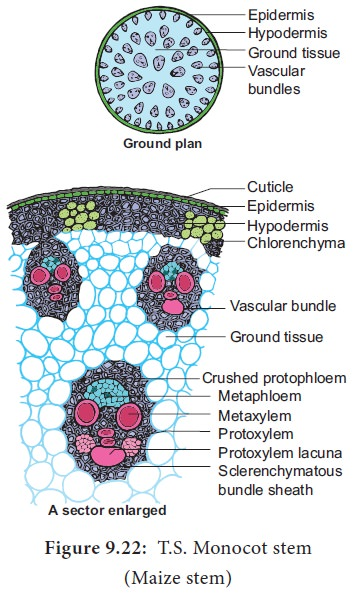 Epidermis
Hypodermis
Ground tissue
Vascular
bundles
Ground plan
Cuticle
Epidermis
Hypodermis
Chlorenchyma
Vascular bundle
Ground tissue
Crushed protophloem
Metaphloem
Metaxylem
Protoxylem
Protoxylem lacuna
Sclerenchymatous
bundle sheath
A sector enlarged
Figure 9.22: T.S. Monocot stem
(Maize stem)